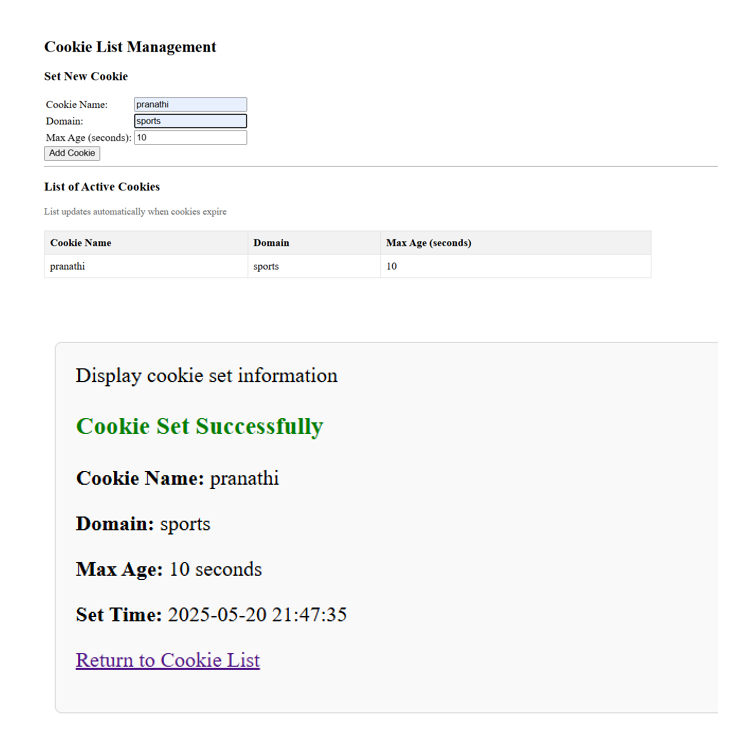 Cookie List Management
Set New Cookie
Cookie Name: pranathi
Domain: sports
Max Age (seconds): 10
Add Cookie
List of Active Cookies
List updates automatically when cookies expire
Cookie Name Domain Max Age (seconds)
pranathi sports 10
Display cookie set information
Cookie Set Successfully
Cookie Name: pranathi
Domain: sports
Max Age: 10 seconds
Set Time: 2025-05-20 21:47:35
Return to Cookie List